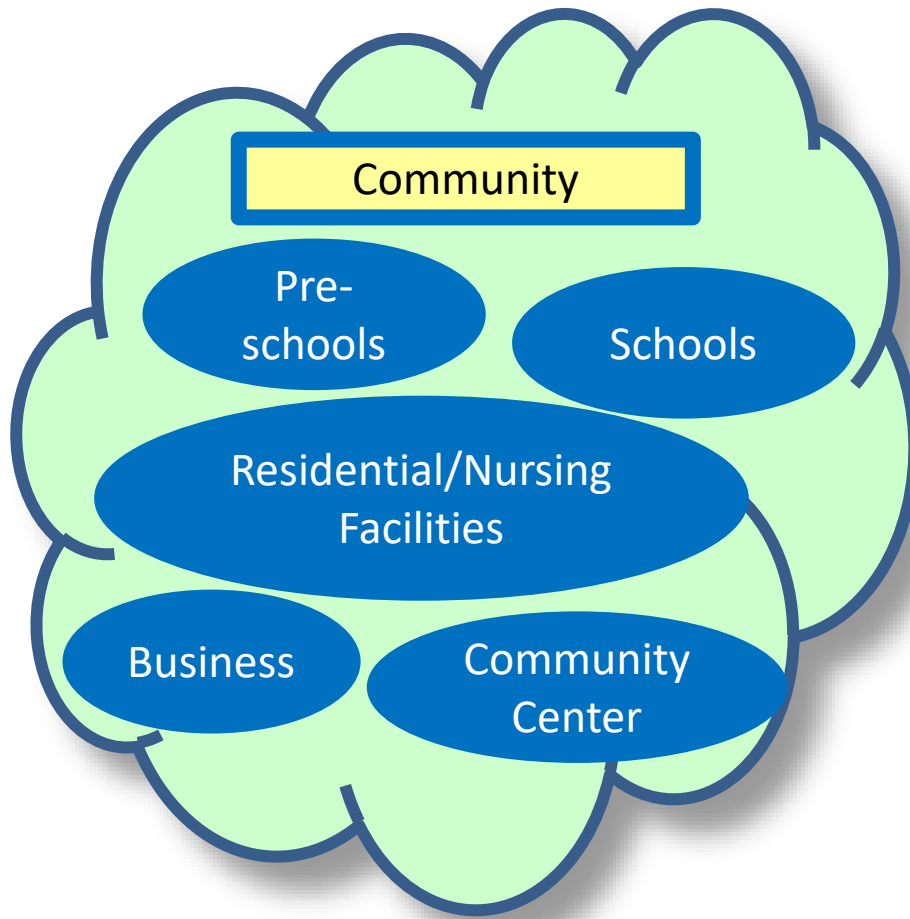 Community
Pre-
schools
Schools
Residential/Nursing
Facilities
Business
Community
Center